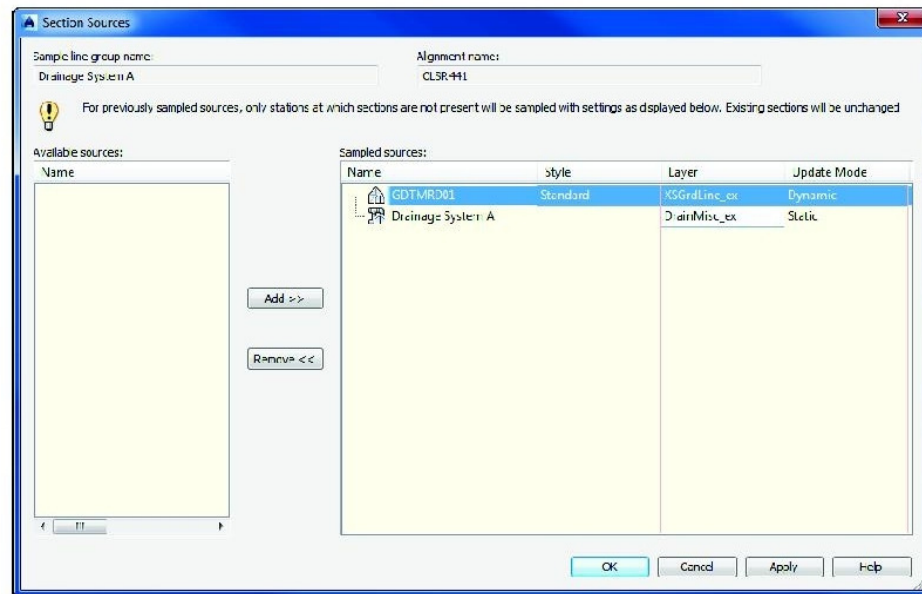 Section Sources
Sample line group name:
Alignment name:
Drainage System A
CLSR441
For previously sampled sources, only stations at which sections are not present will be sampled with settings as displayed below. Existing sections will be unchanged
Available sources:
Sampled sources:
Name
Name Style Layer Update Mode
GDTMRD01 Standard XSGrdLine_ex Dynamic
Drainage System A DrainMisc_ex Static
Add >>
Remove <<
OK Cancel Apply Help